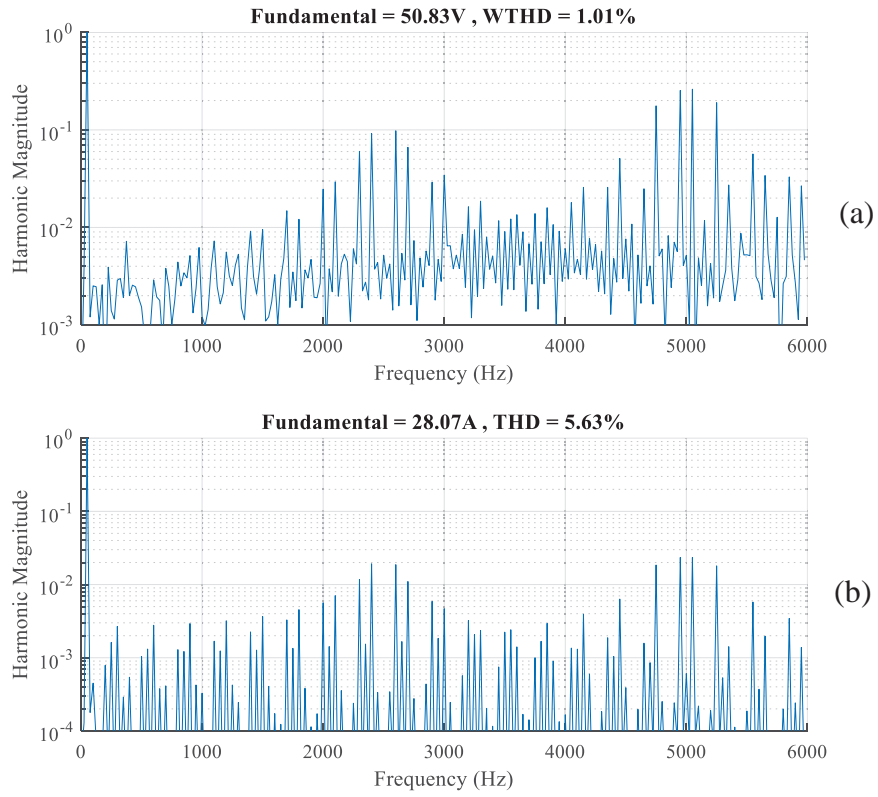 Fundamental = 50.83V , WTHD = 1.01%
10^0
10^-1
10^-2
10^-3
Harmonic Magnitude
0 1000 2000 3000 4000 5000 6000
Frequency (Hz)
(a)
Fundamental = 28.07A , THD = 5.63%
10^0
10^-1
10^-2
10^-3
10^-4
Harmonic Magnitude
0 1000 2000 3000 4000 5000 6000
Frequency (Hz)
(b)